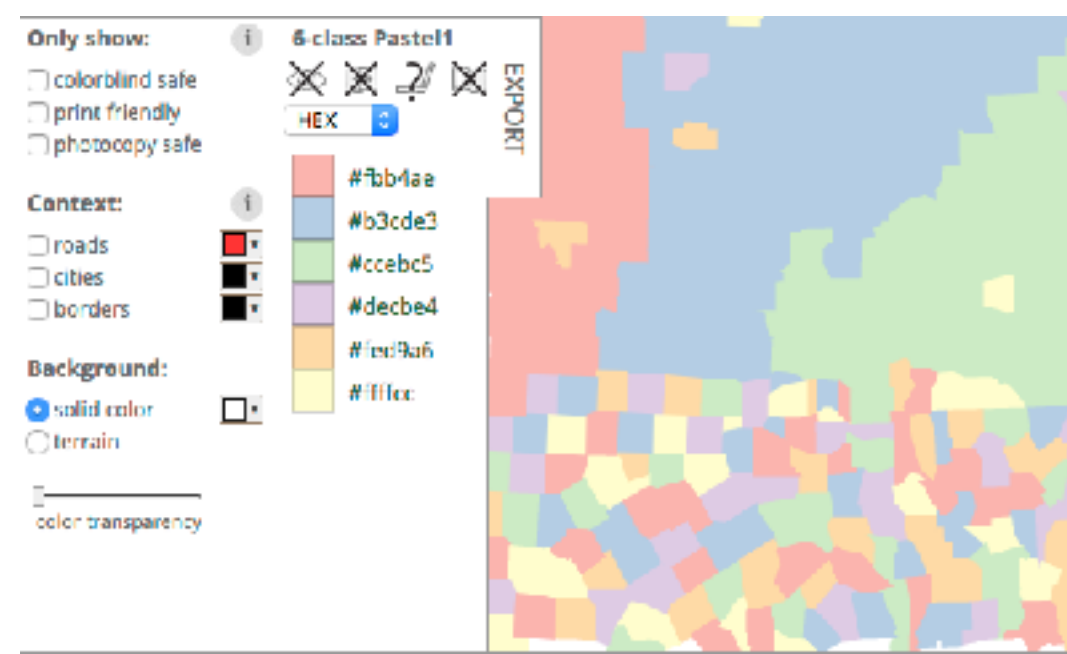 Only show:
i
colorblind safe
print friendly
photocopy safe
Context:
i
roads
cities
borders
Background:
solid color
terrain
color transparency
6-class Pastel1
HEX
EXPORT
#fbb4ae
#b3cde3
#ccebc5
#decbe4
#fed9a6
#ffffcc